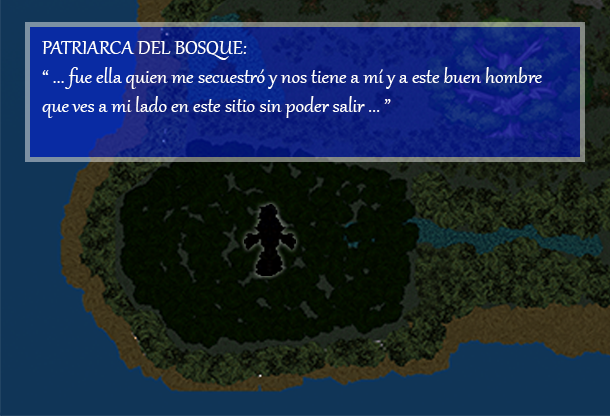 PATRIARCA DEL BOSQUE:
“ ... fue ella quien me secuestró y nos tiene a mí y a este buen hombre
que ves a mi lado en este sitio sin poder salir ... ”